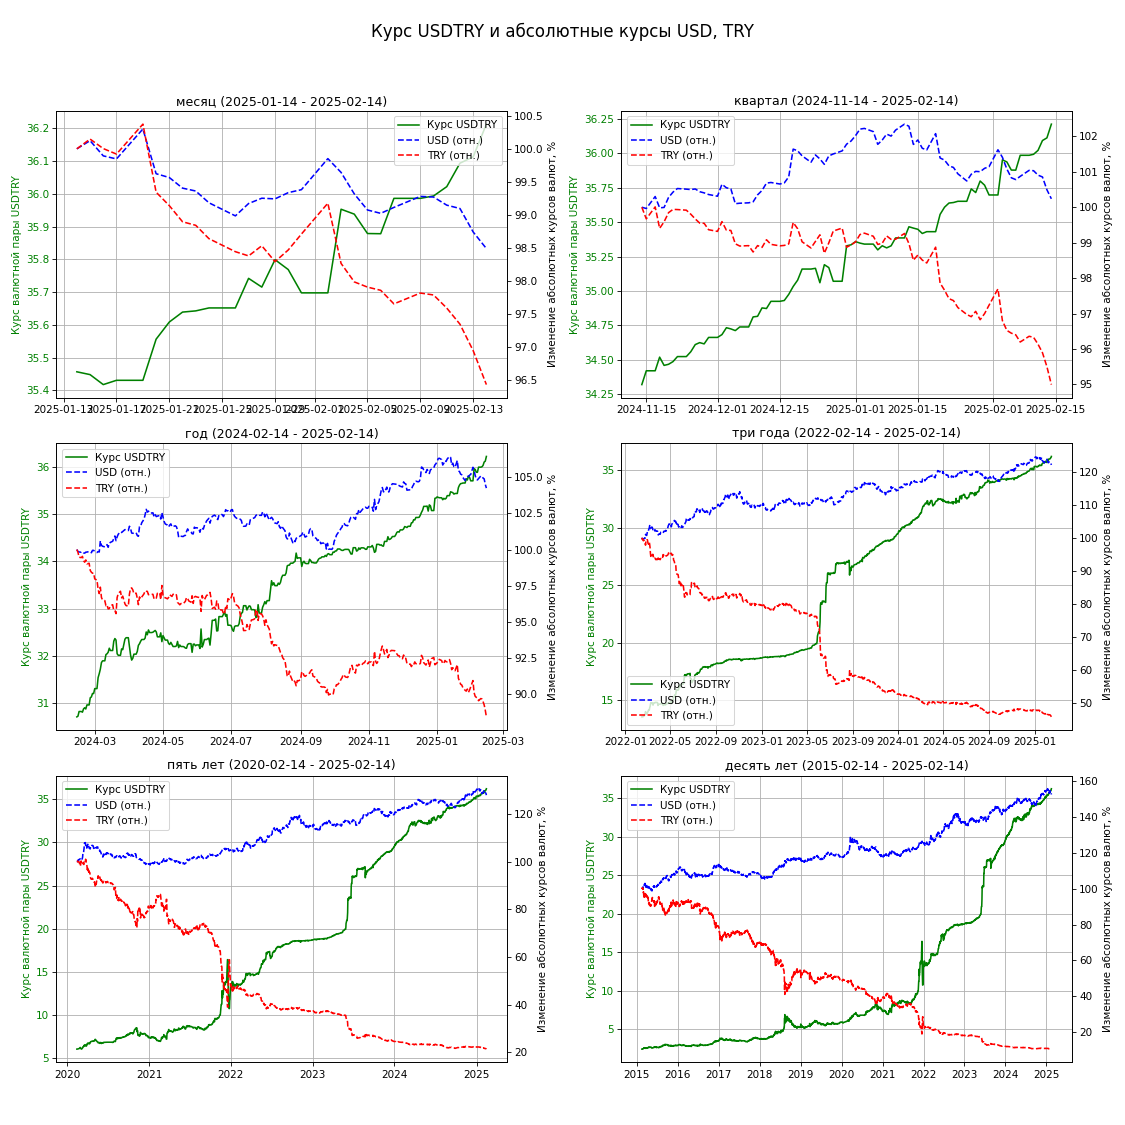 Курс USDTRY и абсолютные курсы USD, TRY
месяц (2025-01-14 - 2025-02-14)
Курс валютной пары USDTRY
36.2
36.1
36.0
35.9
35.8
35.7
35.6
35.5
35.4
Курс USDTRY
USD (отн.)
TRY (отн.)
100.5
100.0
99.5
99.0
98.5
98.0
97.5
97.0
96.5
Изменение абсолютных курсов валют, %
2025-01-13 2025-01-17 2025-01-21 2025-01-25 2025-01-29 2025-02-01 2025-02-05 2025-02-09 2025-02-13
квартал (2024-11-14 - 2025-02-14)
Курс валютной пары USDTRY
36.25
36.00
35.75
35.50
35.25
35.00
34.75
34.50
34.25
Курс USDTRY
USD (отн.)
TRY (отн.)
102
101
100
99
98
97
96
95
Изменение абсолютных курсов валют, %
2024-11-15 2024-12-01 2024-12-15 2025-01-01 2025-01-15 2025-02-01 2025-02-15
год (2024-02-14 - 2025-02-14)
Курс валютной пары USDTRY
36
35
34
33
32
31
Курс USDTRY
USD (отн.)
TRY (отн.)
105.0
102.5
100.0
97.5
95.0
92.5
90.0
Изменение абсолютных курсов валют, %
2024-03 2024-05 2024-07 2024-09 2024-11 2025-01 2025-03
три года (2022-02-14 - 2025-02-14)
Курс валютной пары USDTRY
35
30
25
20
15
Курс USDTRY
USD (отн.)
TRY (отн.)
120
110
100
90
80
70
60
50
Изменение абсолютных курсов валют, %
2022-01 2022-05 2022-09 2023-01 2023-05 2023-09 2024-01 2024-05 2024-09 2025-01
пять лет (2020-02-14 - 2025-02-14)
Курс валютной пары USDTRY
35
30
25
20
15
10
5
Курс USDTRY
USD (отн.)
TRY (отн.)
120
100
80
60
40
20
Изменение абсолютных курсов валют, %
2020 2021 2022 2023 2024 2025
десять лет (2015-02-14 - 2025-02-14)
Курс валютной пары USDTRY
35
30
25
20
15
10
5
Курс USDTRY
USD (отн.)
TRY (отн.)
160
140
120
100
80
60
40
20
Изменение абсолютных курсов валют, %
2015 2016 2017 2018 2019 2020 2021 2022 2023 2024 2025